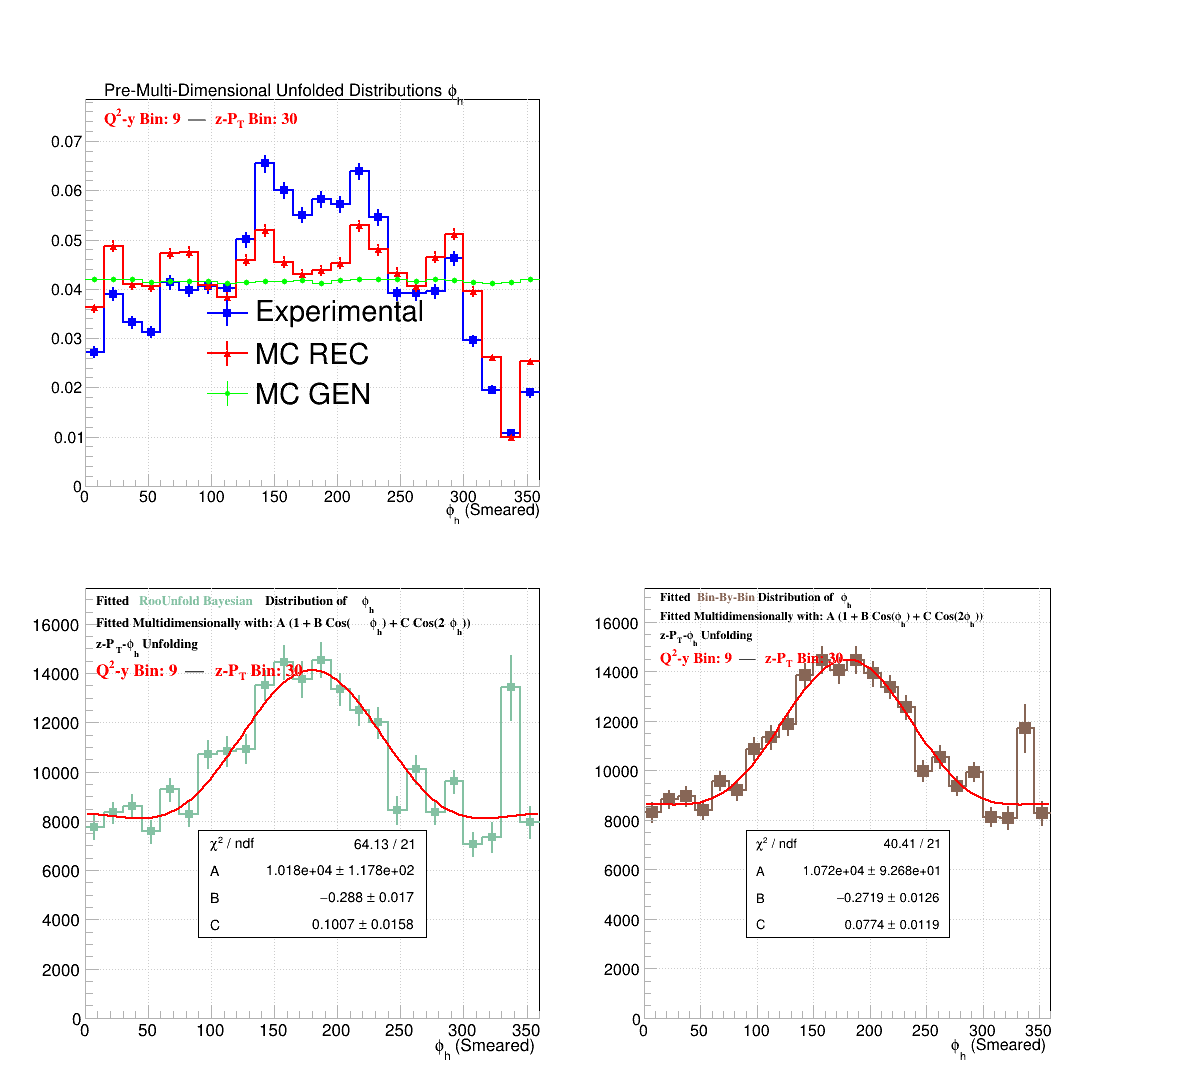 Pre-Multi-Dimensional Unfolded Distributions ϕh
Q2-y Bin: 9 — z-PT Bin: 30
0.07
0.06
0.05
0.04
0.03
0.02
0.01
0
Experimental
MC REC
MC GEN
0 50 100 150 200 250 300 350
ϕh (Smeared)
Fitted RooUnfold Bayesian Distribution of ϕh
Fitted Multidimensionally with: A (1 + B Cos( ϕh) + C Cos(2 ϕh))
z-PT-ϕh Unfolding
Q2-y Bin: 9 — z-PT Bin: 30
16000
14000
12000
10000
8000
6000
4000
2000
0
χ2 / ndf 64.13 / 21
A 1.018e+04 ± 1.178e+02
B −0.288 ± 0.017
C 0.1007 ± 0.0158
0 50 100 150 200 250 300 350
ϕh (Smeared)
Fitted Bin-By-Bin Distribution of ϕh
Fitted Multidimensionally with: A (1 + B Cos(ϕh) + C Cos(2ϕh))
z-PT-ϕh Unfolding
Q2-y Bin: 9 — z-PT Bin: 30
16000
14000
12000
10000
8000
6000
4000
2000
0
χ2 / ndf 40.41 / 21
A 1.072e+04 ± 9.268e+01
B −0.2719 ± 0.0126
C 0.0774 ± 0.0119
0 50 100 150 200 250 300 350
ϕh (Smeared)